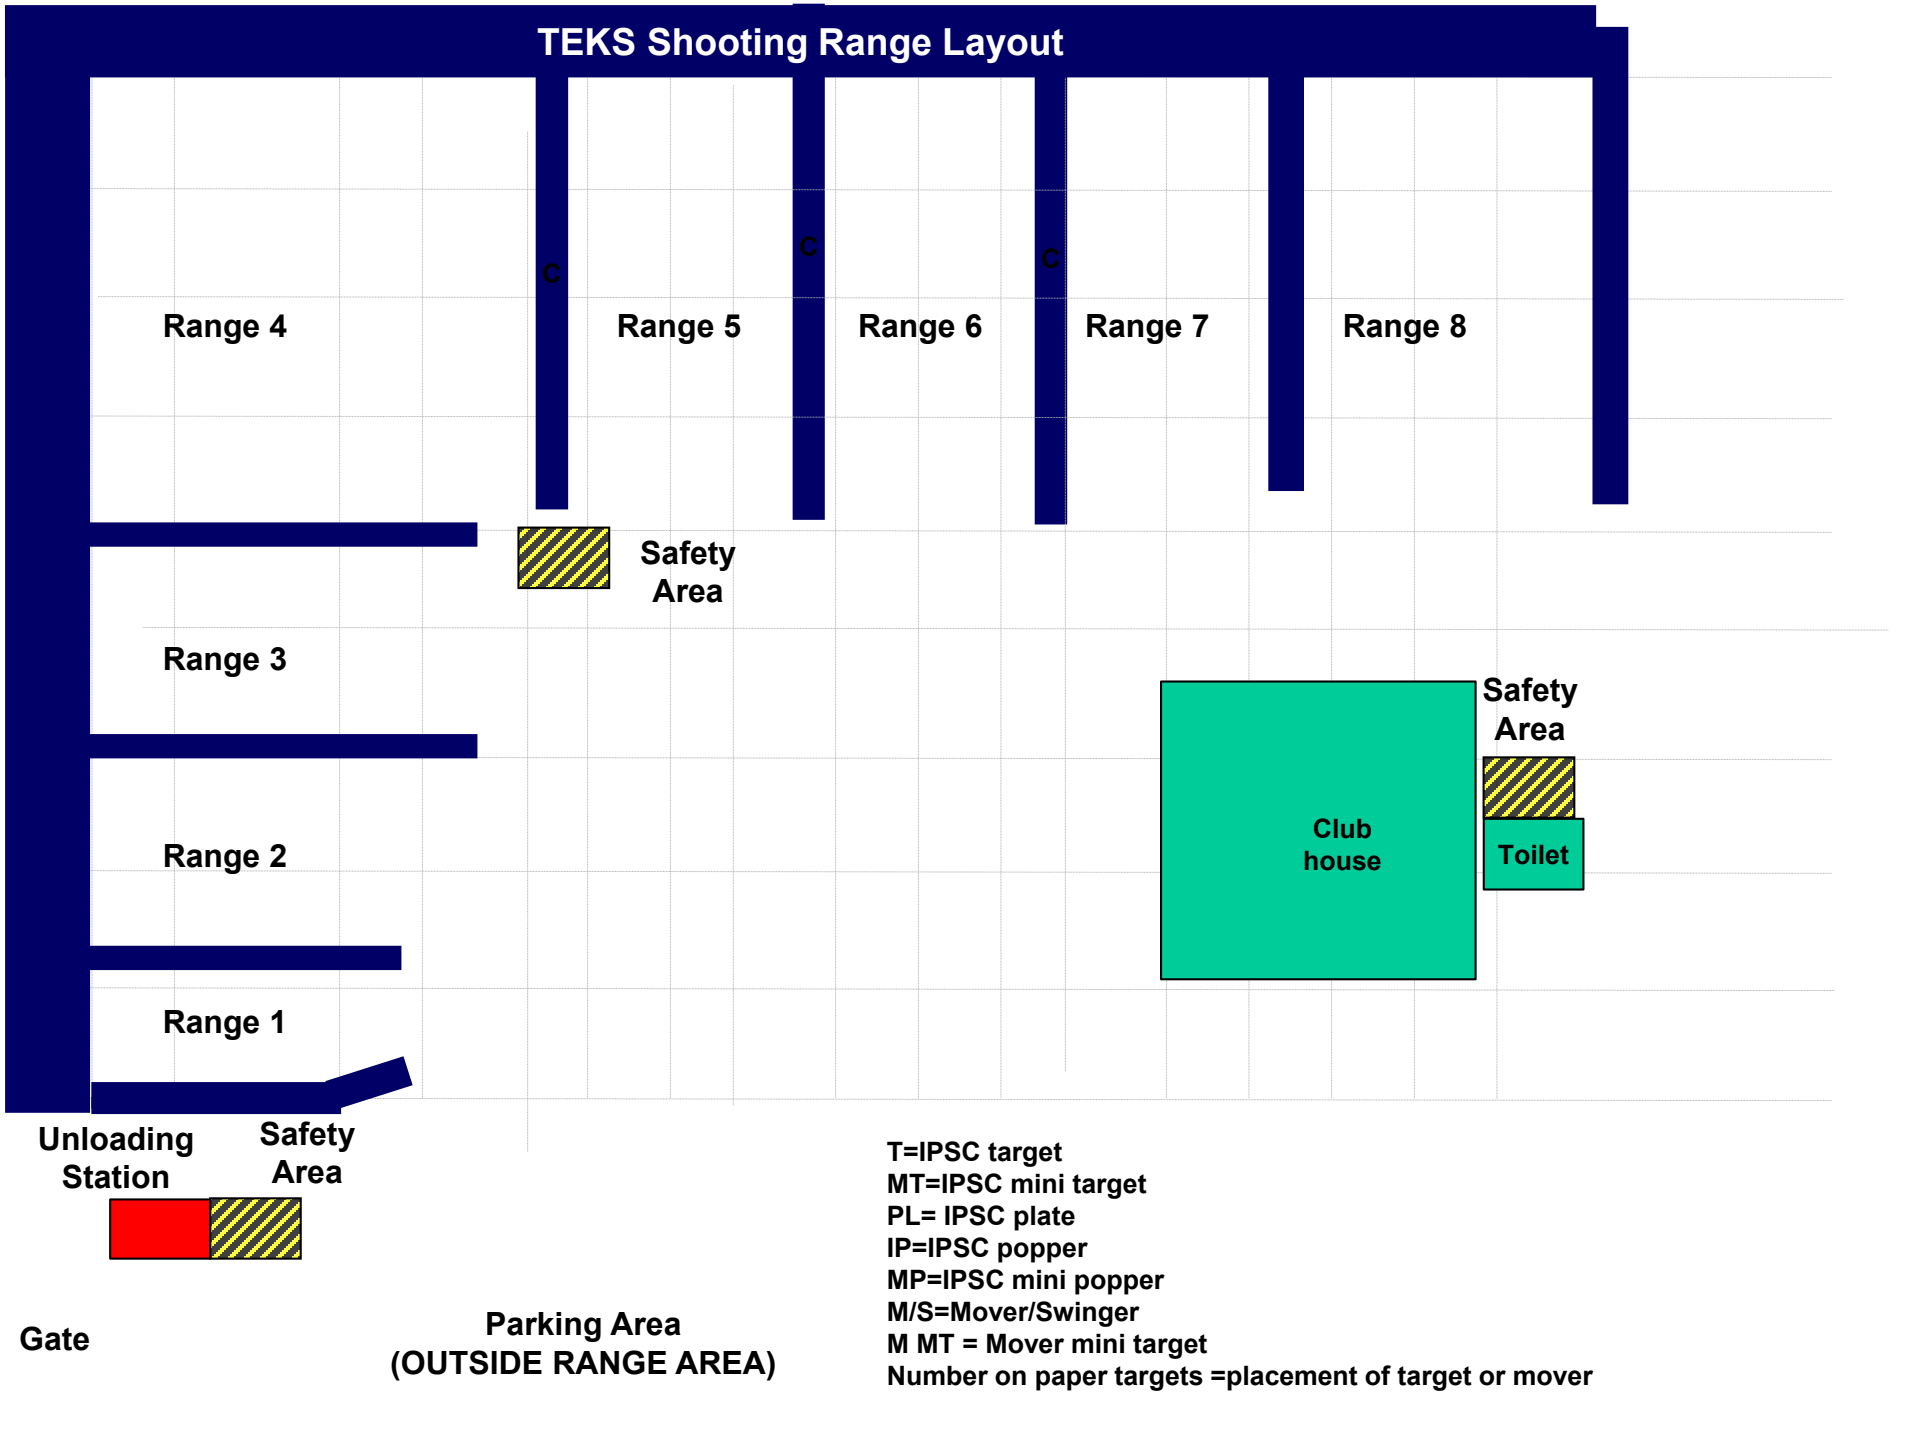 TEKS Shooting Range Layout
C
C
C
Range 4
Range 5
Range 6
Range 7
Range 8
Safety
Area
Range 3
Safety
Area
Range 2
Club
house
Toilet
Range 1
Unloading
Station
Safety
Area
T=IPSC target
MT=IPSC mini target
PL= IPSC plate
IP=IPSC popper
MP=IPSC mini popper
M/S=Mover/Swinger
M MT = Mover mini target
Number on paper targets =placement of target or mover
Gate
Parking Area
(OUTSIDE RANGE AREA)